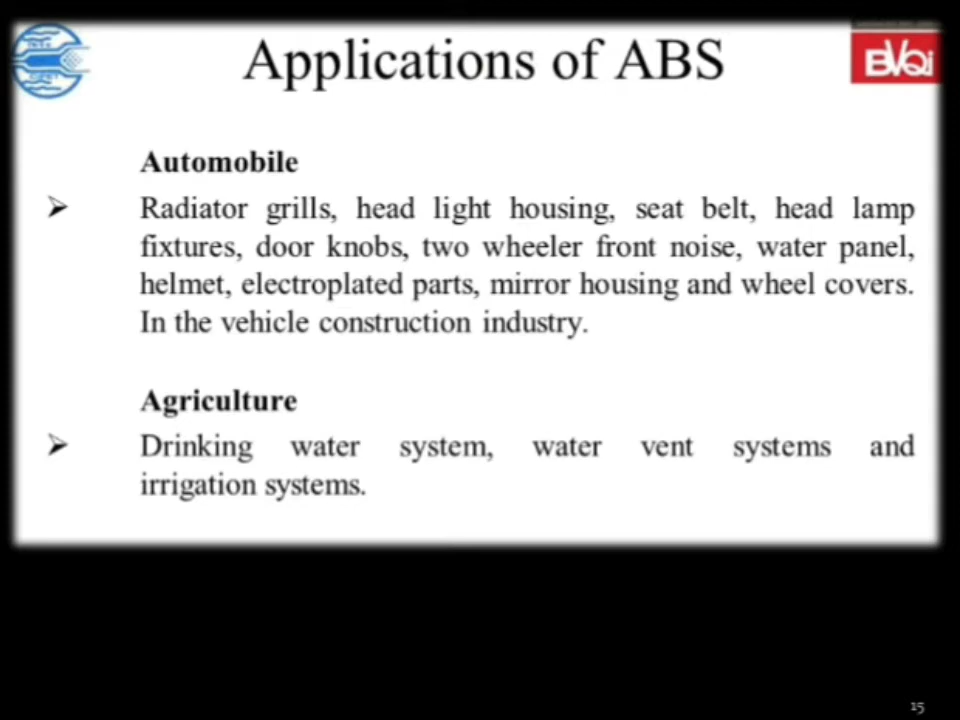 Applications of ABS
BVQi
Automobile
➢ Radiator grills, head light housing, seat belt, head lamp
fixtures, door knobs, two wheeler front noise, water panel,
helmet, electroplated parts, mirror housing and wheel covers.
In the vehicle construction industry.
Agriculture
➢ Drinking water system, water vent systems and
irrigation systems.
15